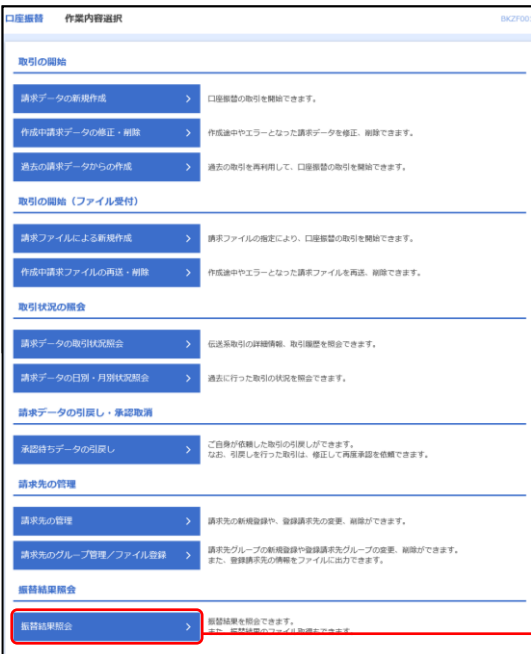 口座振替 作業内容選択 BKZF00
取引の開始
請求データの新規作成 口座振替の取引を開始できます。
作成中請求データの修正・削除 作成途中やエラーとなった請求データを修正、削除できます。
過去の請求データからの作成 過去の取引を再利用して、口座振替の取引を開始できます。
取引の開始（ファイル受付）
請求ファイルによる新規作成 請求ファイルの指定により、口座振替の取引を開始できます。
作成中請求ファイルの再送・削除 作成途中やエラーとなった請求ファイルを再送、削除できます。
取引状況の照会
請求データの取引状況照会 伝送系取引の詳細情報、取引履歴を照会できます。
請求データの日別・月別状況照会 過去に行った取引の状況を照会できます。
請求データの引戻し・承認取消
承認待ちデータの引戻し ご自身が依頼した取引の引戻しができます。
なお、引戻しを行った取引は、修正して再度承認を依頼できます。
請求先の管理
請求先の管理 請求先の新規登録や、登録請求先の変更、削除ができます。
請求先のグループ管理／ファイル登録 請求先グループの新規登録や登録請求先グループの変更、削除ができます。
また、登録請求先の情報をファイルに出力できます。
振替結果照会
振替結果照会 振替結果を照会できます。
また、振替結果のファイル取得もできます。